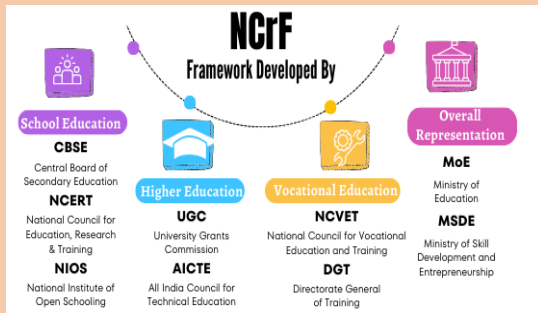 NCrF
Framework Developed By
School Education
CBSE
Central Board of
Secondary Education
NCERT
National Council for
Education, Research
& Training
NIOS
National Institute of
Open Schooling
Higher Education
UGC
University Grants
Commission
AICTE
All India Council for
Technical Education
Vocational Education
NCVET
National Council for Vocational
Education and Training
DGT
Directorate General
of Training
Overall
Representation
MoE
Ministry of
Education
MSDE
Ministry of Skill
Development and
Entrepreneurship